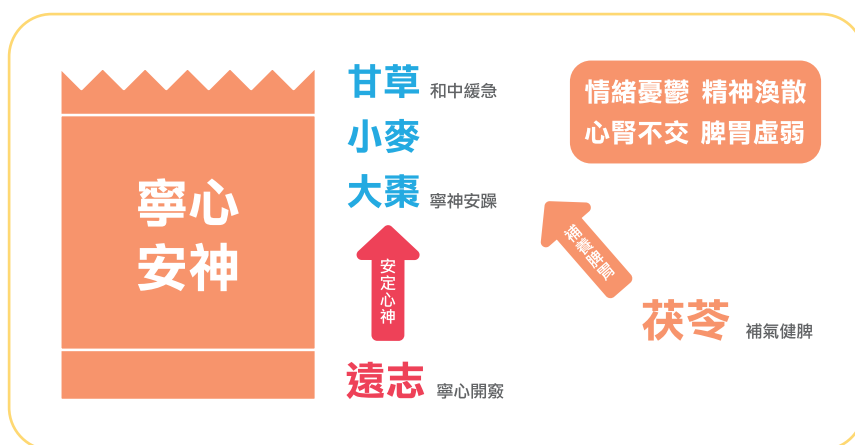 寧心
安神
甘草 和中緩急
小麥
大棗 寧神安躁
安定心神
遠志 寧心開竅
情緒憂鬱 精神渙散
心腎不交 脾胃虛弱
補養脾胃
茯苓 補氣健脾